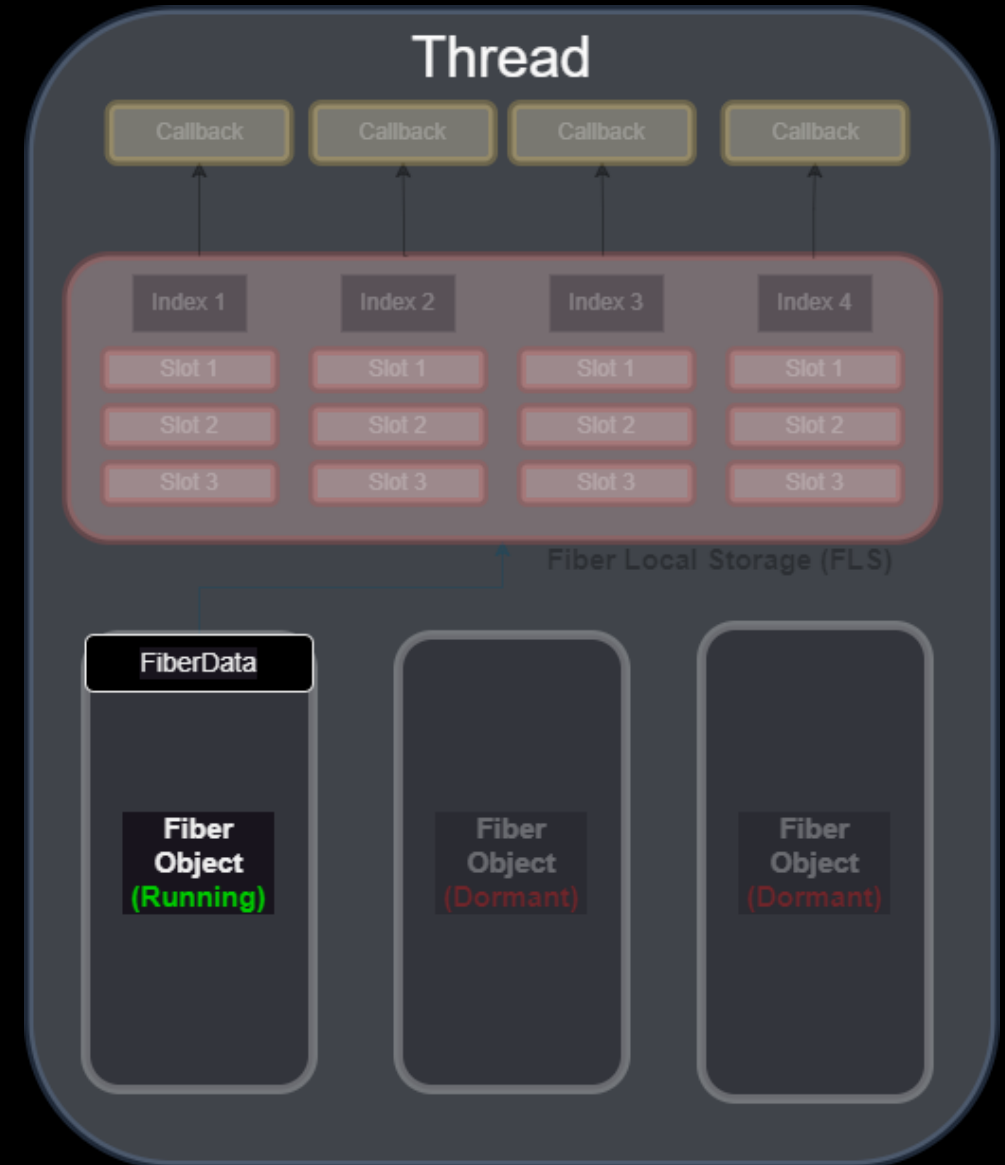 Thread
Callback Callback Callback Callback
Index 1 Index 2 Index 3 Index 4
Slot 1 Slot 1 Slot 1 Slot 1
Slot 2 Slot 2 Slot 2 Slot 2
Slot 3 Slot 3 Slot 3 Slot 3
Fiber Local Storage (FLS)
FiberData
Fiber
Object
(Running)
Fiber
Object
(Dormant)
Fiber
Object
(Dormant)